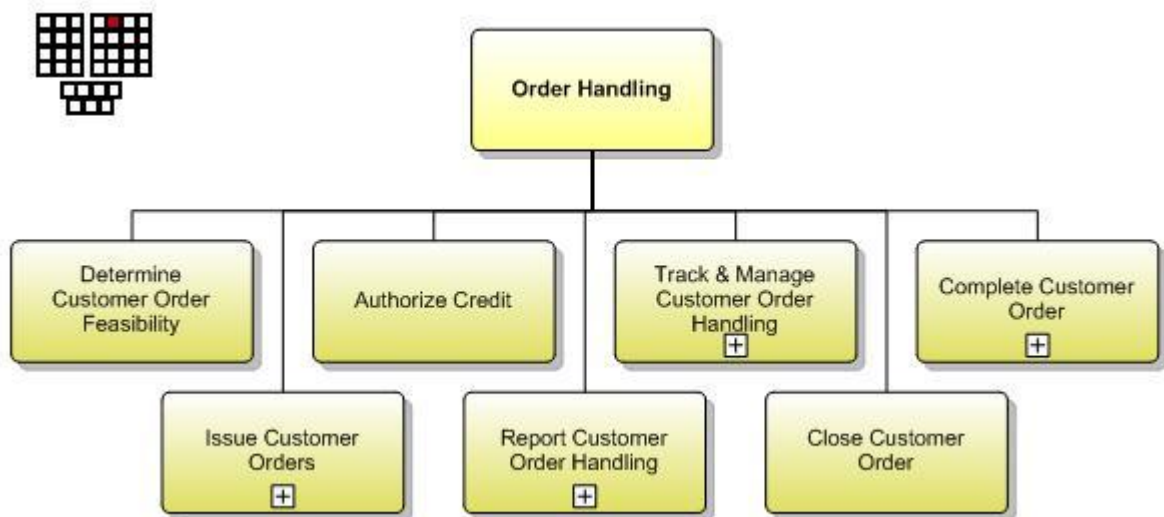 Order Handling
Determine
Customer Order
Feasibility
Authorize Credit
Track & Manage
Customer Order
Handling
Complete Customer
Order
Issue Customer
Orders
Report Customer
Order Handling
Close Customer
Order